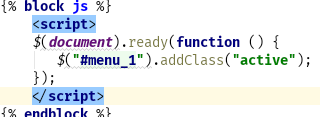 {% block js %}
<script>
$(document).ready(function () {
$("#menu_1").addClass("active");
});
</script>
{% endblock %}